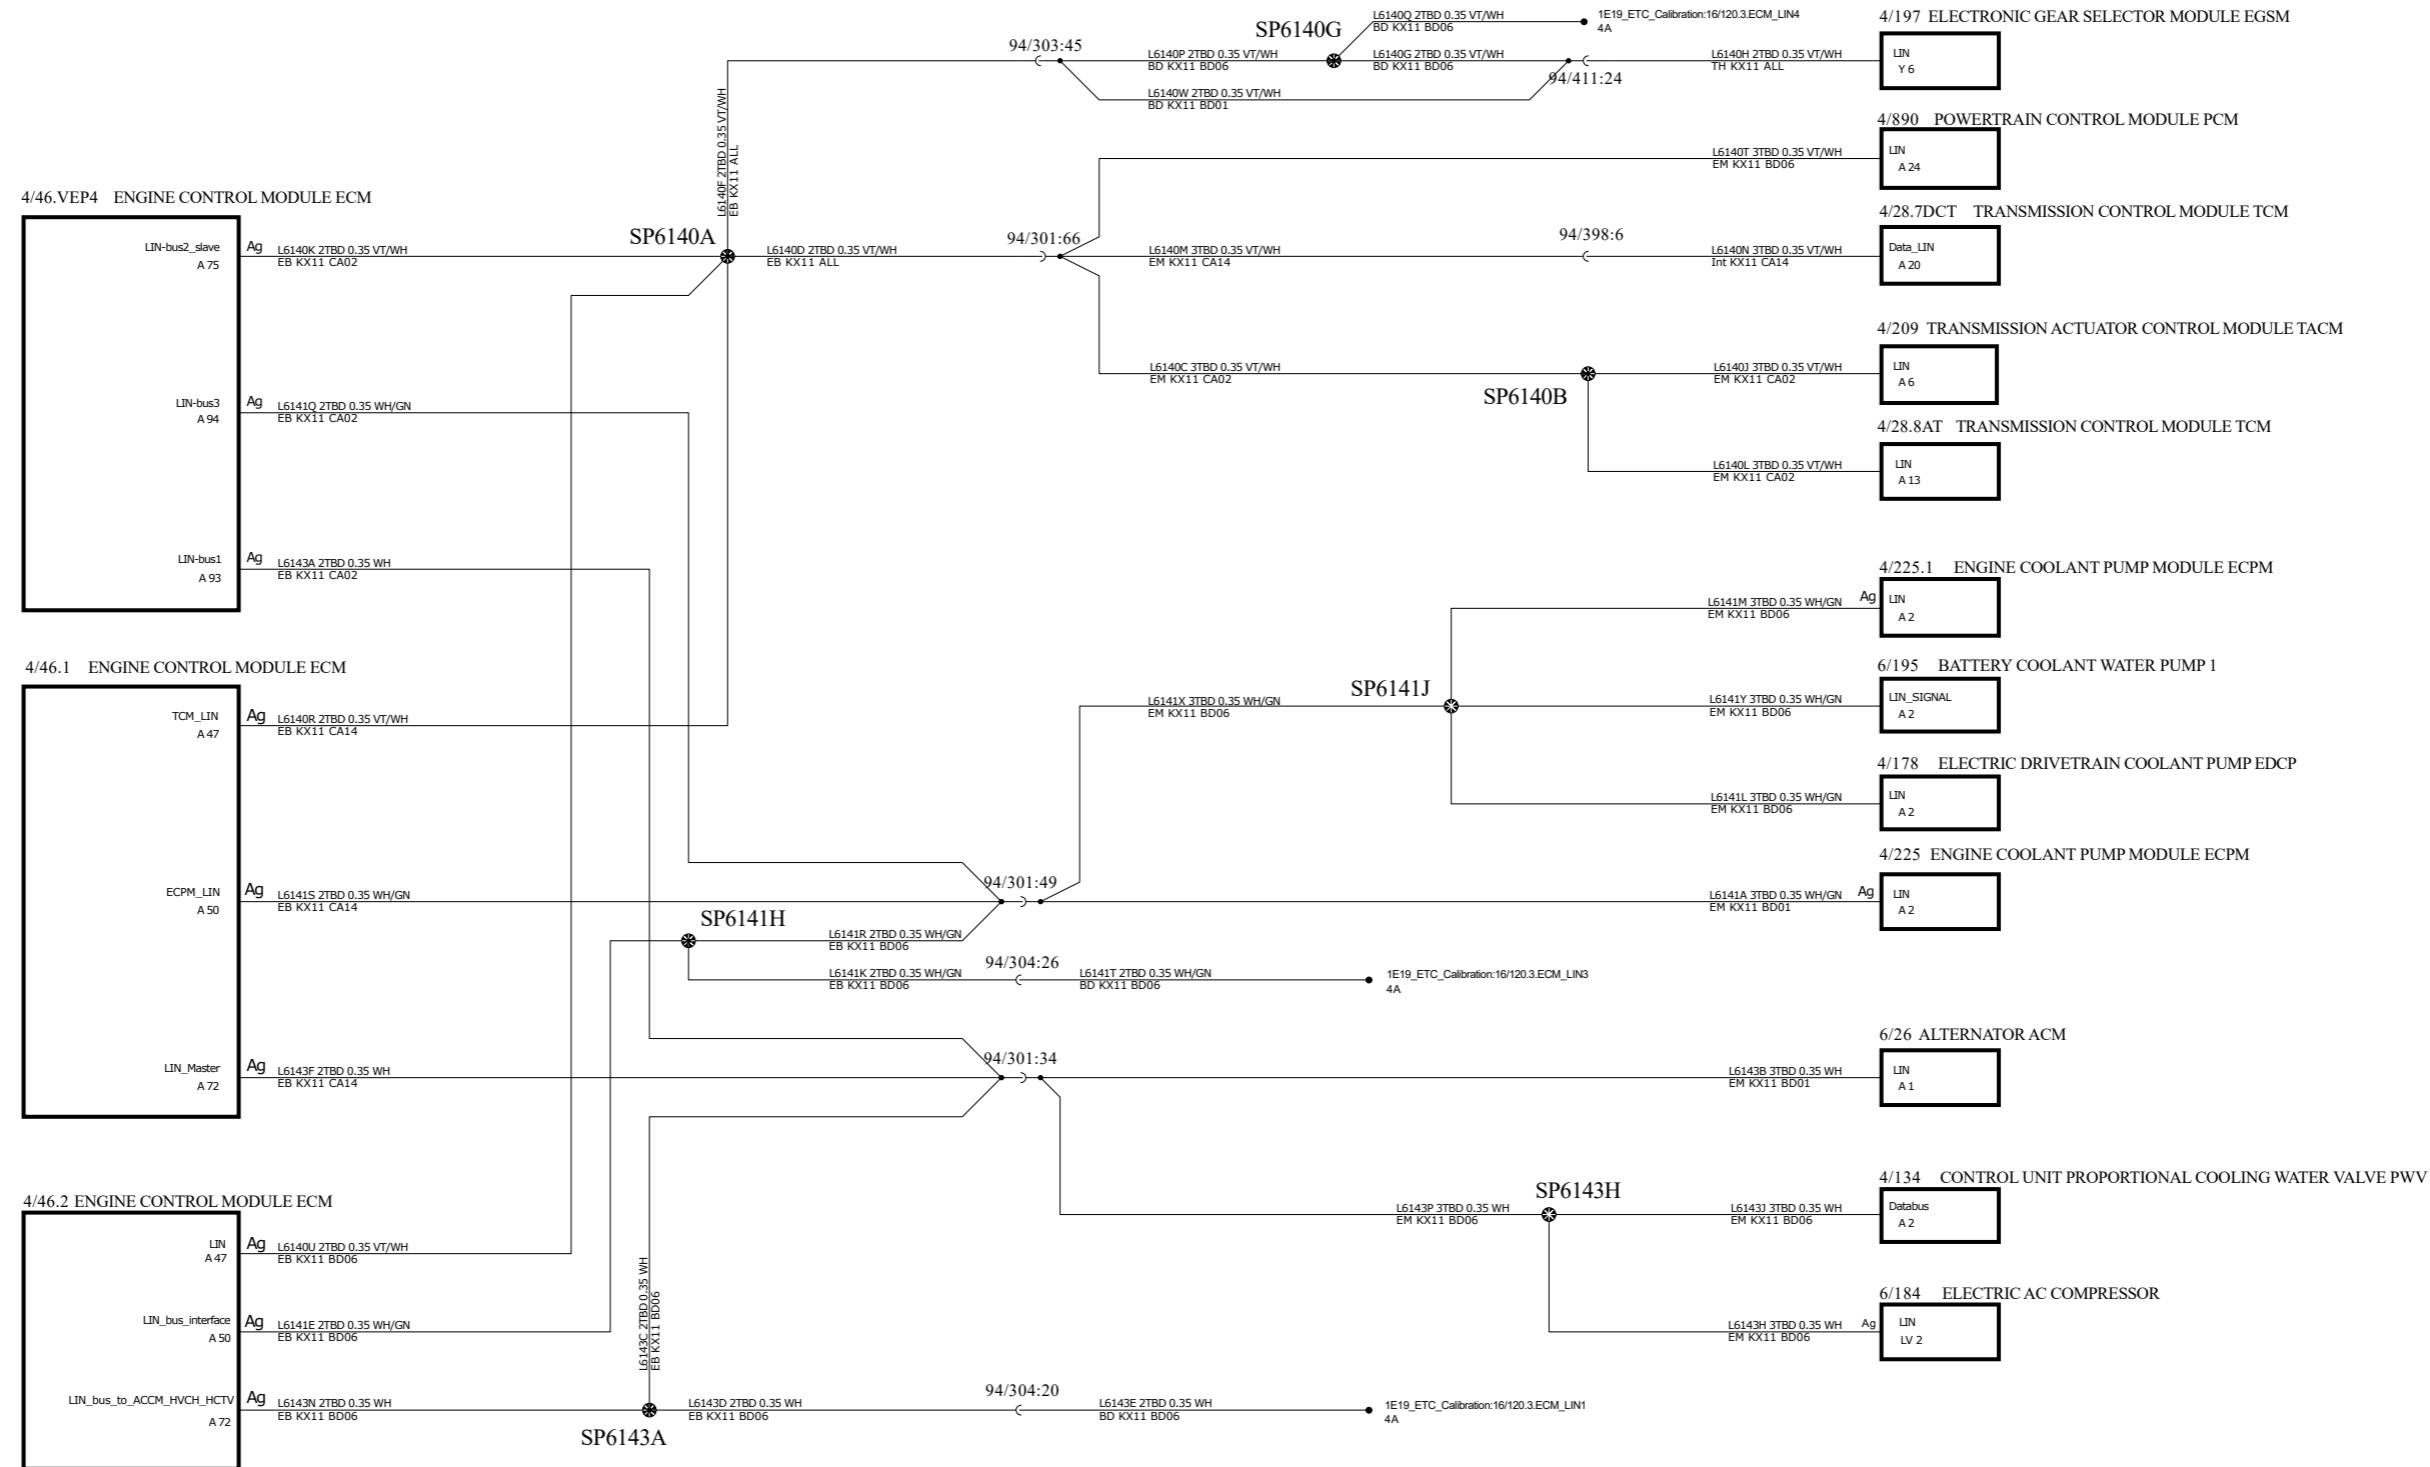 SP6140G
L6140Q 2TBD 0.35 VT/WH
BD KX11 BD06
1E19_ETC_Calibration:16/120.3.ECM_LIN4
4A
4/197 ELECTRONIC GEAR SELECTOR MODULE EGSM
94/303:45
L6140P 2TBD 0.35 VT/WH
BD KX11 BD06
L6140G 2TBD 0.35 VT/WH
BD KX11 BD06
94/411:24
L6140H 2TBD 0.35 VT/WH
TH KX11 ALL
LIN
Y 6
L6140W 2TBD 0.35 VT/WH
BD KX11 BD01
L6140F 2TBD 0.35 VT/WH
EB KX11 ALL
4/890 POWERTRAIN CONTROL MODULE PCM
L6140T 3TBD 0.35 VT/WH
EM KX11 BD06
LIN
A 24
4/46.VEP4 ENGINE CONTROL MODULE ECM
4/28.7DCT TRANSMISSION CONTROL MODULE TCM
LIN-bus2_slave
A 75
Ag
L6140K 2TBD 0.35 VT/WH
EB KX11 CA02
SP6140A
L6140D 2TBD 0.35 VT/WH
EB KX11 ALL
94/301:66
L6140M 3TBD 0.35 VT/WH
EM KX11 CA14
94/398:6
L6140N 3TBD 0.35 VT/WH
Int KX11 CA14
Data_LIN
A 20
4/209 TRANSMISSION ACTUATOR CONTROL MODULE TACM
L6140C 3TBD 0.35 VT/WH
EM KX11 CA02
SP6140B
L6140J 3TBD 0.35 VT/WH
EM KX11 CA02
LIN
A 6
LIN-bus3
A 94
Ag
L6141Q 2TBD 0.35 WH/GN
EB KX11 CA02
4/28.8AT TRANSMISSION CONTROL MODULE TCM
L6140L 3TBD 0.35 VT/WH
EM KX11 CA02
LIN
A 13
LIN-bus1
A 93
Ag
L6143A 2TBD 0.35 WH
EB KX11 CA02
4/225.1 ENGINE COOLANT PUMP MODULE ECPM
L6141M 3TBD 0.35 WH/GN
EM KX11 BD06
Ag
LIN
A 2
4/46.1 ENGINE CONTROL MODULE ECM
6/195 BATTERY COOLANT WATER PUMP 1
TCM_LIN
A 47
Ag
L6140R 2TBD 0.35 VT/WH
EB KX11 CA14
L6141X 3TBD 0.35 WH/GN
EM KX11 BD06
SP6141J
L6141Y 3TBD 0.35 WH/GN
EM KX11 BD06
LIN_SIGNAL
A 2
4/178 ELECTRIC DRIVETRAIN COOLANT PUMP EDCP
L6141L 3TBD 0.35 WH/GN
EM KX11 BD06
LIN
A 2
4/225 ENGINE COOLANT PUMP MODULE ECPM
ECPM_LIN
A 50
Ag
L6141S 2TBD 0.35 WH/GN
EB KX11 CA14
94/301:49
L6141A 3TBD 0.35 WH/GN
EM KX11 BD01
Ag
LIN
A 2
SP6141H
L6141R 2TBD 0.35 WH/GN
EB KX11 BD06
L6141K 2TBD 0.35 WH/GN
EB KX11 BD06
94/304:26
L6141T 2TBD 0.35 WH/GN
BD KX11 BD06
1E19_ETC_Calibration:16/120.3.ECM_LIN3
4A
6/26 ALTERNATOR ACM
LIN_Master
A 72
Ag
L6143F 2TBD 0.35 WH
EB KX11 CA14
94/301:34
L6143B 3TBD 0.35 WH
EM KX11 BD01
LIN
A 1
4/46.2 ENGINE CONTROL MODULE ECM
4/134 CONTROL UNIT PROPORTIONAL COOLING WATER VALVE PWV
L6143P 3TBD 0.35 WH
EM KX11 BD06
SP6143H
L6143J 3TBD 0.35 WH
EM KX11 BD06
Databus
A 2
LIN
A 47
Ag
L6140U 2TBD 0.35 VT/WH
EB KX11 BD06
6/184 ELECTRIC AC COMPRESSOR
LIN_bus_interface
A 50
Ag
L6141E 2TBD 0.35 WH/GN
EB KX11 BD06
L6143H 3TBD 0.35 WH
EM KX11 BD06
Ag
LIN
LV 2
L6143C 2TBD 0.35 WH
EB KX11 BD06
LIN_bus_to_ACCM_HVCH_HCTV
A 72
Ag
L6143N 2TBD 0.35 WH
EB KX11 BD06
SP6143A
L6143D 2TBD 0.35 WH
EB KX11 BD06
94/304:20
L6143E 2TBD 0.35 WH
BD KX11 BD06
1E19_ETC_Calibration:16/120.3.ECM_LIN1
4A